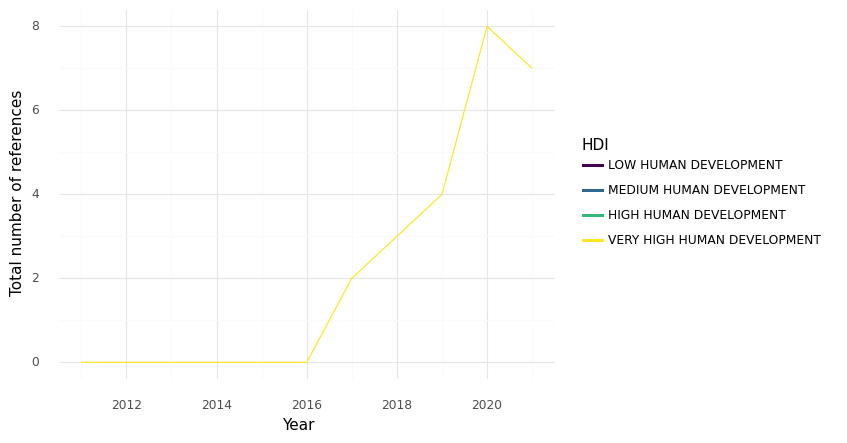 8
6
4
2
0
Total number of references
2012 2014 2016 2018 2020
Year
HDI
LOW HUMAN DEVELOPMENT
MEDIUM HUMAN DEVELOPMENT
HIGH HUMAN DEVELOPMENT
VERY HIGH HUMAN DEVELOPMENT